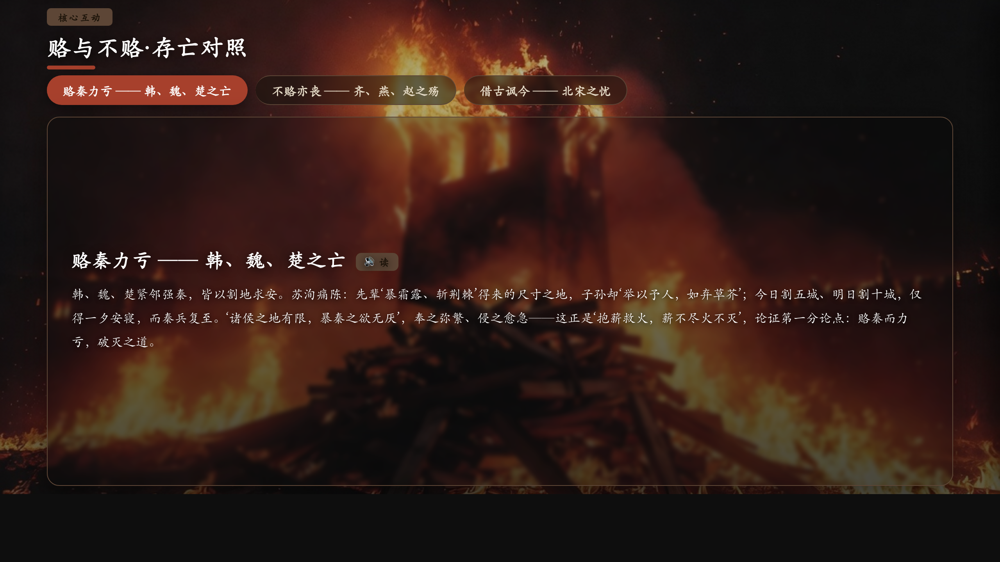 核心互动
赂与不赂·存亡对照
赂秦力亏 —— 韩、魏、楚之亡
不赂亦丧 —— 齐、燕、赵之殇
借古讽今 —— 北宋之忧
赂秦力亏 —— 韩、魏、楚之亡
🔊 读
韩、魏、楚紧邻强秦，皆以割地求安。苏洵痛陈：先辈‘暴霜露、斩荆棘’得来的尺寸之地，子孙却‘举以予人，如弃草芥’；今日割五城、明日割十城，仅
得一夕安寝，而秦兵复至。‘诸侯之地有限，暴秦之欲无厌’，奉之弥繁、侵之愈急——这正是‘抱薪救火，薪不尽火不灭’，论证第一分论点：赂秦而力
亏，破灭之道。